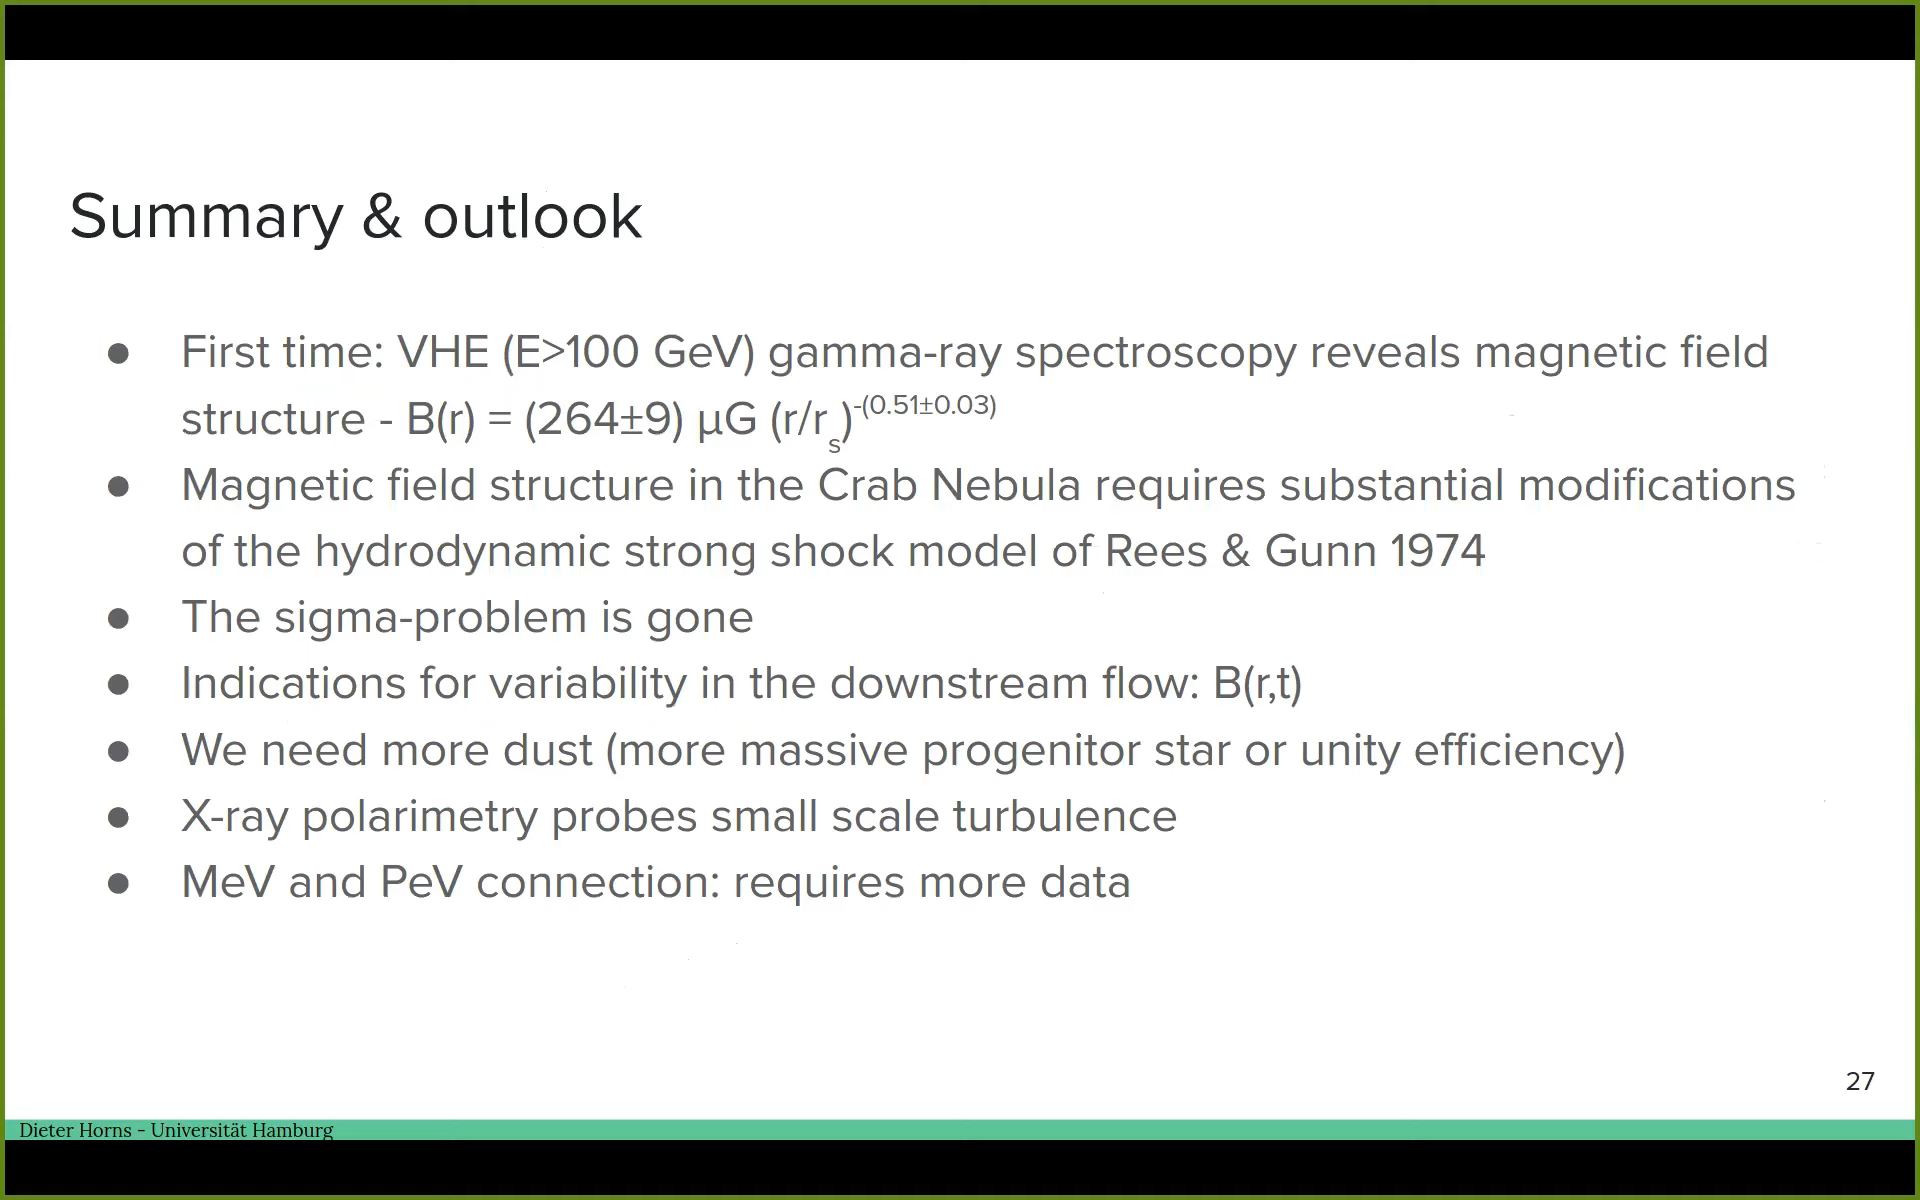 Summary & outlook
● First time: VHE (E>100 GeV) gamma-ray spectroscopy reveals magnetic field
structure - B(r) = (264±9) µG (r/rs)-(0.51±0.03)
● Magnetic field structure in the Crab Nebula requires substantial modifications
of the hydrodynamic strong shock model of Rees & Gunn 1974
● The sigma-problem is gone
● Indications for variability in the downstream flow: B(r,t)
● We need more dust (more massive progenitor star or unity efficiency)
● X-ray polarimetry probes small scale turbulence
● MeV and PeV connection: requires more data
27
Dieter Horns - Universität Hamburg